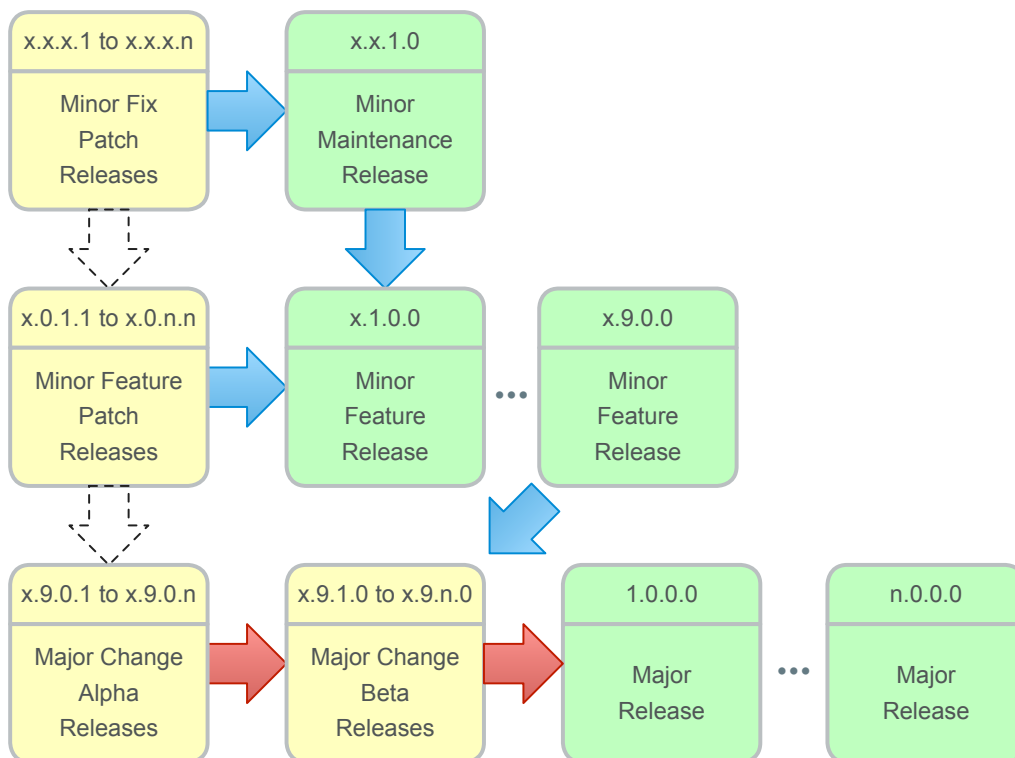 x.x.x.1 to x.x.x.n
Minor Fix
Patch
Releases
x.x.1.0
Minor
Maintenance
Release
x.0.1.1 to x.0.n.n
Minor Feature
Patch
Releases
x.1.0.0
Minor
Feature
Release
...
x.9.0.0
Minor
Feature
Release
x.9.0.1 to x.9.0.n
Major Change
Alpha
Releases
x.9.1.0 to x.9.n.0
Major Change
Beta
Releases
1.0.0.0
Major
Release
...
n.0.0.0
Major
Release